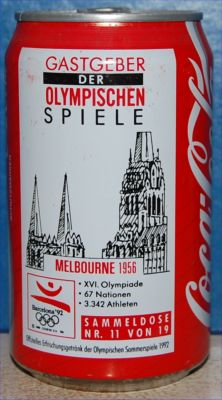 GASTGEBER
DER
OLYMPISCHEN
SPIELE
MELBOURNE 1956
• XVI. Olympiade
• 67 Nationen
• 3.342 Athleten
Barcelona'92
SAMMELDOSE
NR. 11 VON 19
Offizielles Erfrischungsgetränk der Olympischen Sommerspiele 1992
Coca-Col